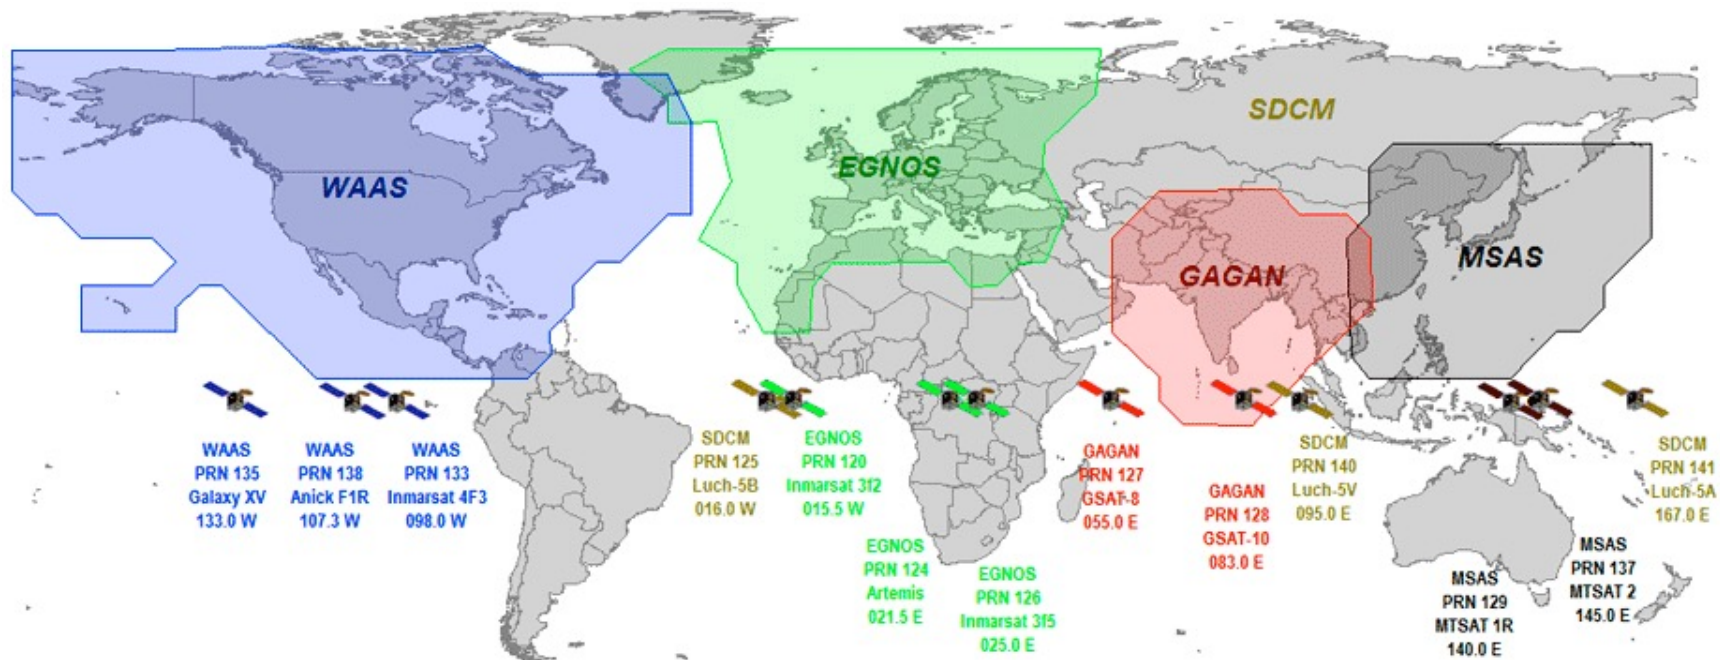 SDCM
EGNOS
WAAS
MSAS
GAGAN
WAAS
PRN 135
Galaxy XV
133.0 W
WAAS
PRN 138
Anick F1R
107.3 W
WAAS
PRN 133
Inmarsat 4F3
098.0 W
SDCM
PRN 125
Luch-5B
016.0 W
EGNOS
PRN 120
Inmarsat 3f2
015.5 W
EGNOS
PRN 124
Artemis
021.5 E
EGNOS
PRN 126
Inmarsat 3f5
025.0 E
GAGAN
PRN 127
GSAT-8
055.0 E
GAGAN
PRN 128
GSAT-10
083.0 E
SDCM
PRN 140
Luch-5V
095.0 E
MSAS
PRN 129
MTSAT 1R
140.0 E
MSAS
PRN 137
MTSAT 2
145.0 E
SDCM
PRN 141
Luch-5A
167.0 E